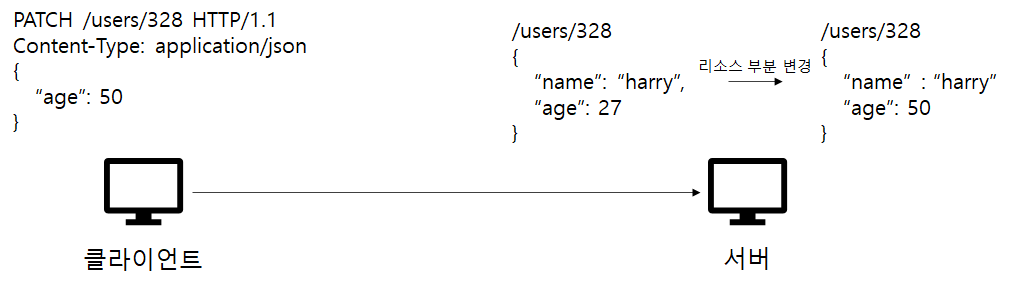 PATCH /users/328 HTTP/1.1
Content-Type: application/json
{
“age”: 50
}
/users/328
{
“name”: “harry”,
“age”: 27
}
리소스 부분 변경
/users/328
{
“name” : “harry”
“age”: 50
}
클라이언트
서버